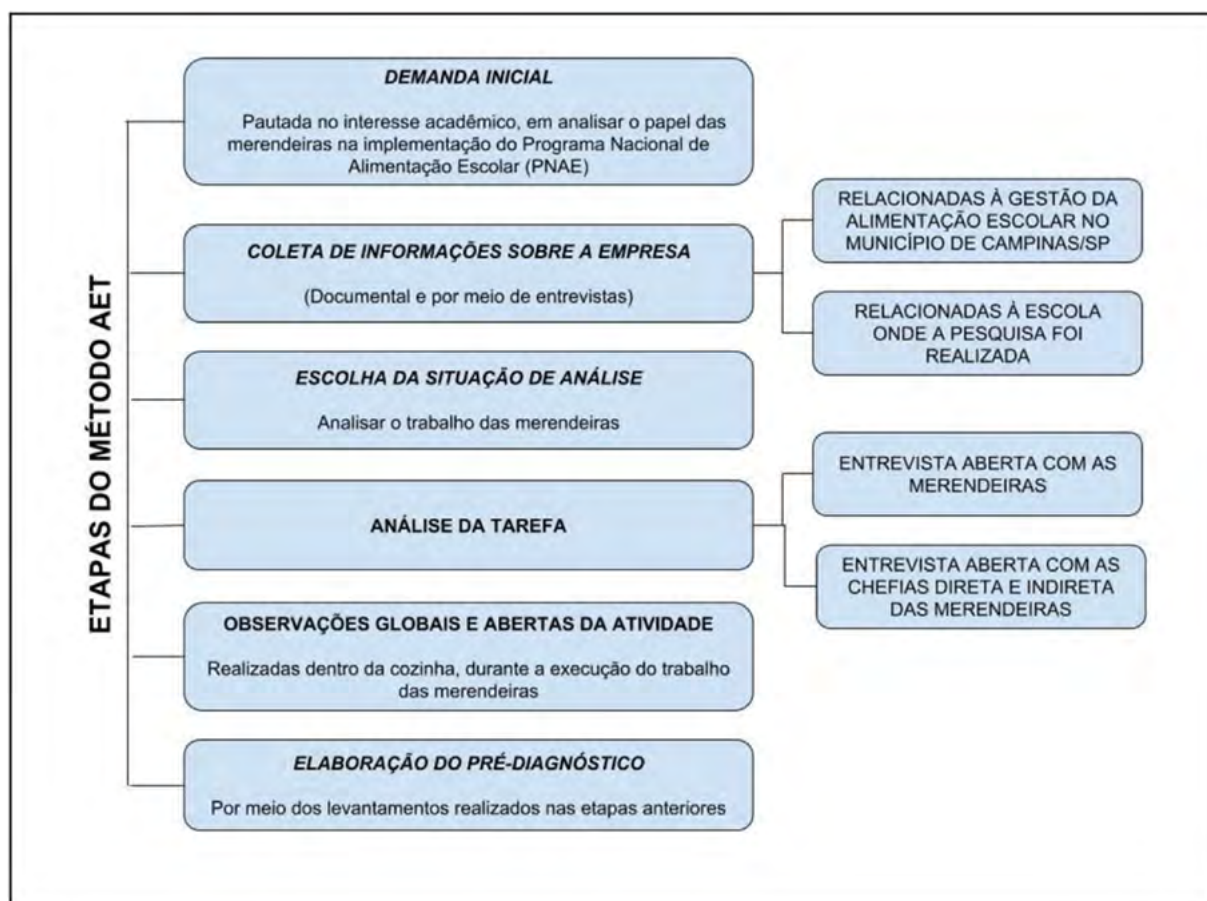 ETAPAS DO MÉTODO AET
DEMANDA INICIAL
Pautada no interesse acadêmico, em analisar o papel das
merendeiras na implementação do Programa Nacional de
Alimentação Escolar (PNAE)
COLETA DE INFORMAÇÕES SOBRE A EMPRESA
(Documental e por meio de entrevistas)
RELACIONADAS À GESTÃO DA
ALIMENTAÇÃO ESCOLAR NO
MUNICÍPIO DE CAMPINAS/SP
RELACIONADAS À ESCOLA
ONDE A PESQUISA FOI
REALIZADA
ESCOLHA DA SITUAÇÃO DE ANÁLISE
Analisar o trabalho das merendeiras
ANÁLISE DA TAREFA
ENTREVISTA ABERTA COM AS
MERENDEIRAS
ENTREVISTA ABERTA COM AS
CHEFIAS DIRETA E INDIRETA
DAS MERENDEIRAS
OBSERVAÇÕES GLOBAIS E ABERTAS DA ATIVIDADE
Realizadas dentro da cozinha, durante a execução do trabalho
das merendeiras
ELABORAÇÃO DO PRÉ-DIAGNÓSTICO
Por meio dos levantamentos realizados nas etapas anteriores